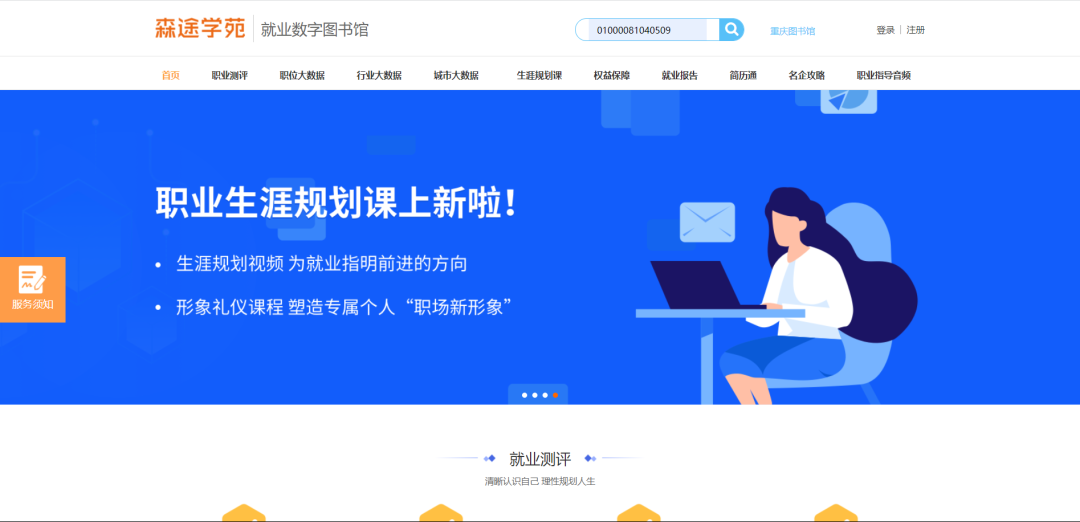 森途学苑 就业数字图书馆 01000081040509 重庆图书馆 登录 注册
首页 职业测评 职位大数据 行业大数据 城市大数据 生涯规划课 权益保障 就业报告 简历通 名企攻略 职业指导音频
职业生涯规划课上新啦！
• 生涯规划视频 为就业指明前进的方向
服务须知
• 形象礼仪课程 塑造专属个人“职场新形象”
就业测评
清晰认识自己 理性规划人生